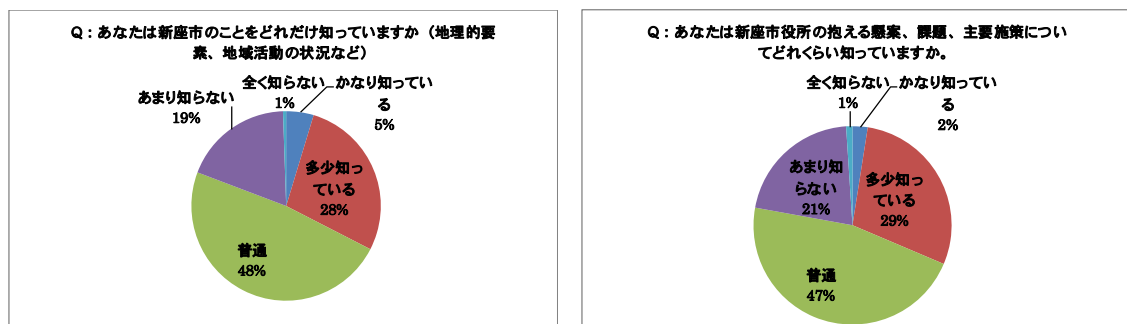 Q：あなたは新座市のことをどれだけ知っていますか（地理的要
素、地域活動の状況など）
全く知らない
1%
かなり知ってい
る
5%
あまり知らない
19%
多少知っ
ている
28%
普通
48%
Q：あなたは新座市役所の抱える懸案、課題、主要施策につい
てどれくらい知っていますか。
全く知らない
1%
かなり知ってい
る
2%
あまり知
らない
21%
多少知っ
ている
29%
普通
47%